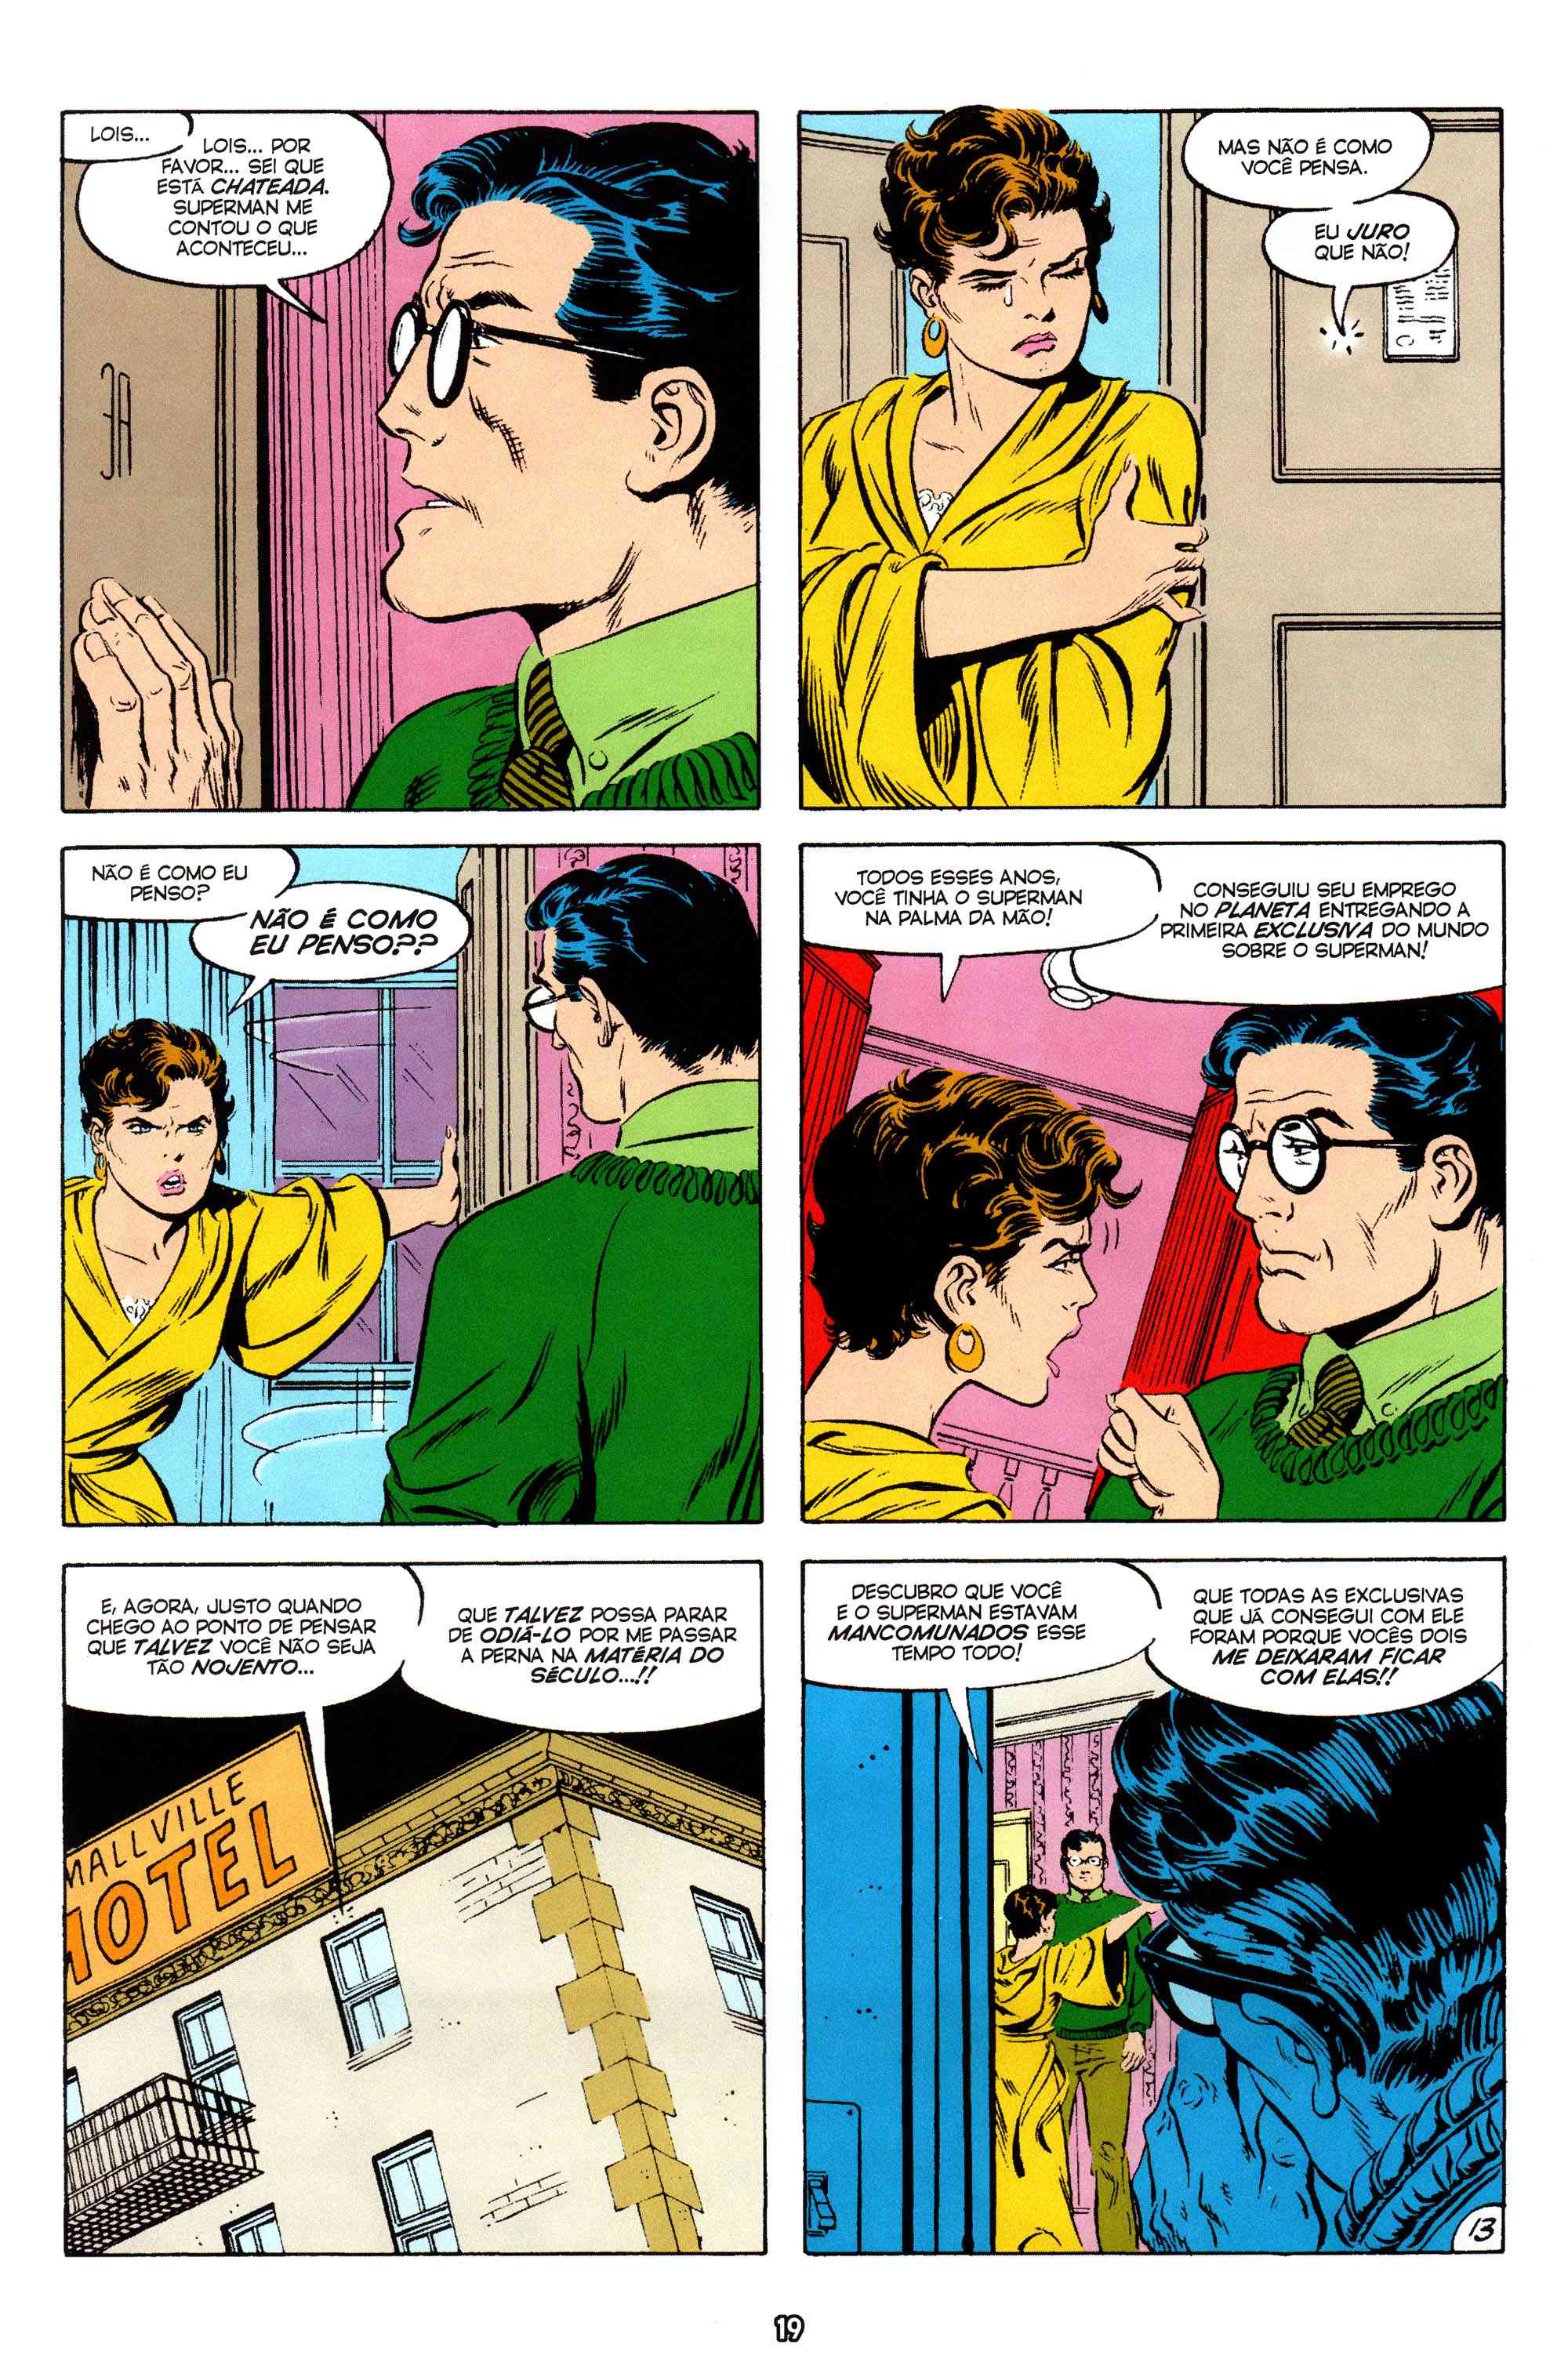 LOIS...
LOIS... POR
FAVOR... SEI QUE
ESTÁ CHATEADA.
SUPERMAN ME
CONTOU O QUE
ACONTECEU...
3A
MAS NÃO É COMO
VOCÊ PENSA.
EU JURO
QUE NÃO!
NÃO É COMO EU
PENSO?
NÃO É COMO
EU PENSO??
TODOS ESSES ANOS,
VOCÊ TINHA O SUPERMAN
NA PALMA DA MÃO!
CONSEGUIU SEU EMPREGO
NO PLANETA ENTREGANDO A
PRIMEIRA EXCLUSIVA DO MUNDO
SOBRE O SUPERMAN!
E, AGORA, JUSTO QUANDO
CHEGO AO PONTO DE PENSAR
QUE TALVEZ VOCÊ NÃO SEJA
TÃO NOJENTO...
QUE TALVEZ POSSA PARAR
DE ODIÁ-LO POR ME PASSAR
A PERNA NA MATÉRIA DO
SÉCULO...!!
MALLVILLE
HOTEL
DESCUBRO QUE VOCÊ
E O SUPERMAN ESTAVAM
MANCOMUNADOS ESSE
TEMPO TODO!
QUE TODAS AS EXCLUSIVAS
QUE JÁ CONSEGUI COM ELE
FORAM PORQUE VOCÊS DOIS
ME DEIXARAM FICAR
COM ELAS!!
13
19